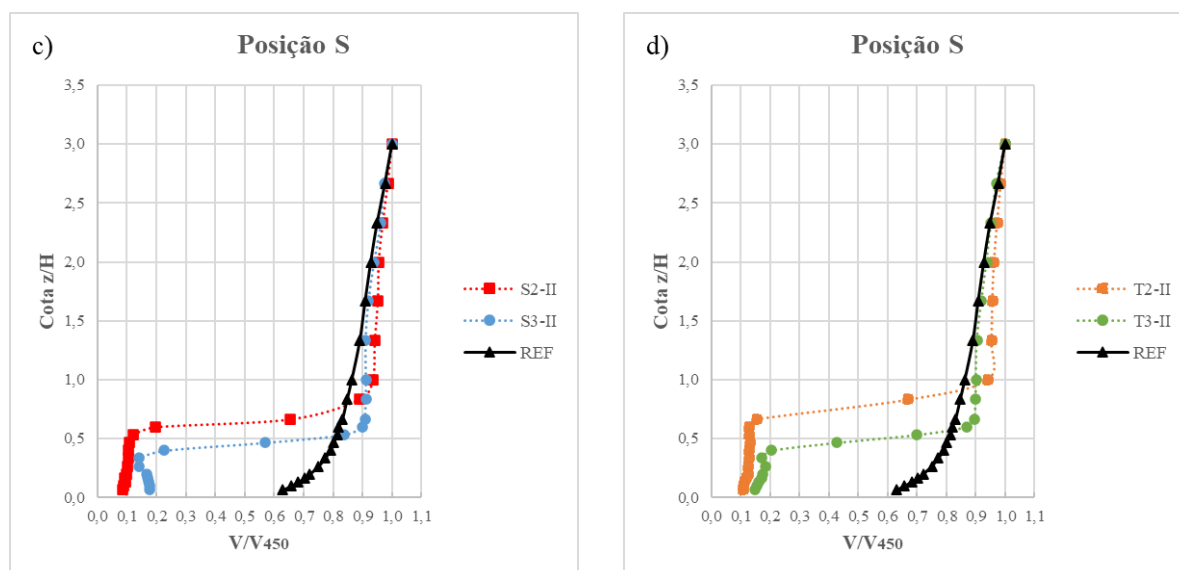 c)
Posição S
3,5
3,0
2,5
2,0
1,5
1,0
0,5
0,0
Cota z/H
0,0 0,1 0,2 0,3 0,4 0,5 0,6 0,7 0,8 0,9 1,0 1,1
V/V450
S2-II
S3-II
REF
d)
Posição S
3,5
3,0
2,5
2,0
1,5
1,0
0,5
0,0
Cota z/H
0,0 0,1 0,2 0,3 0,4 0,5 0,6 0,7 0,8 0,9 1,0 1,1
V/V450
T2-II
T3-II
REF